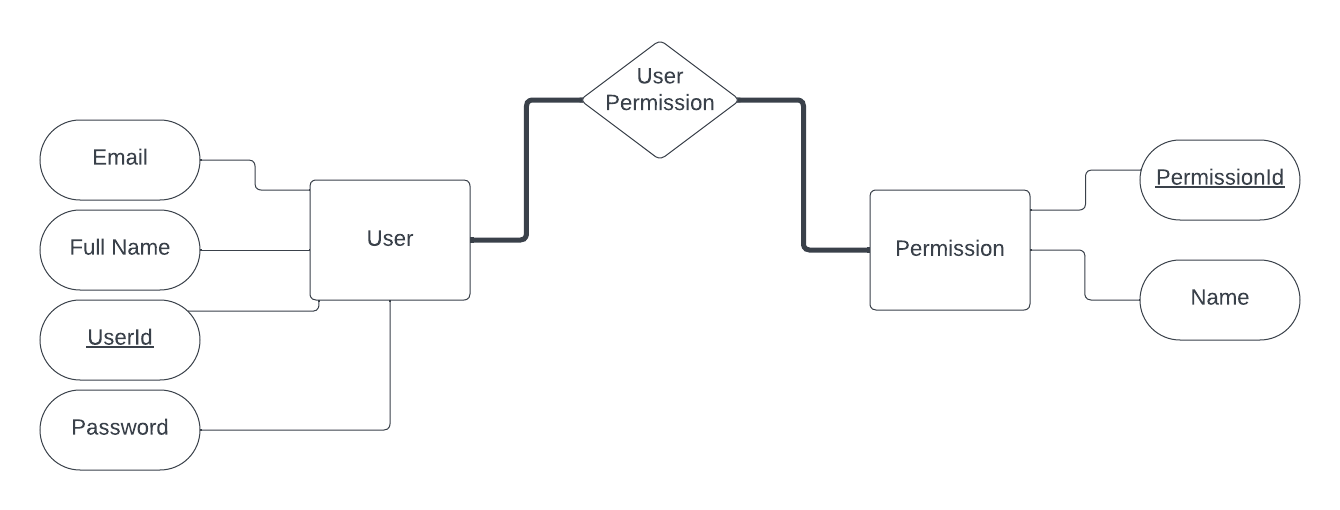 User
Permission
Email
Full Name
UserId
Password
User
Permission
PermissionId
Name